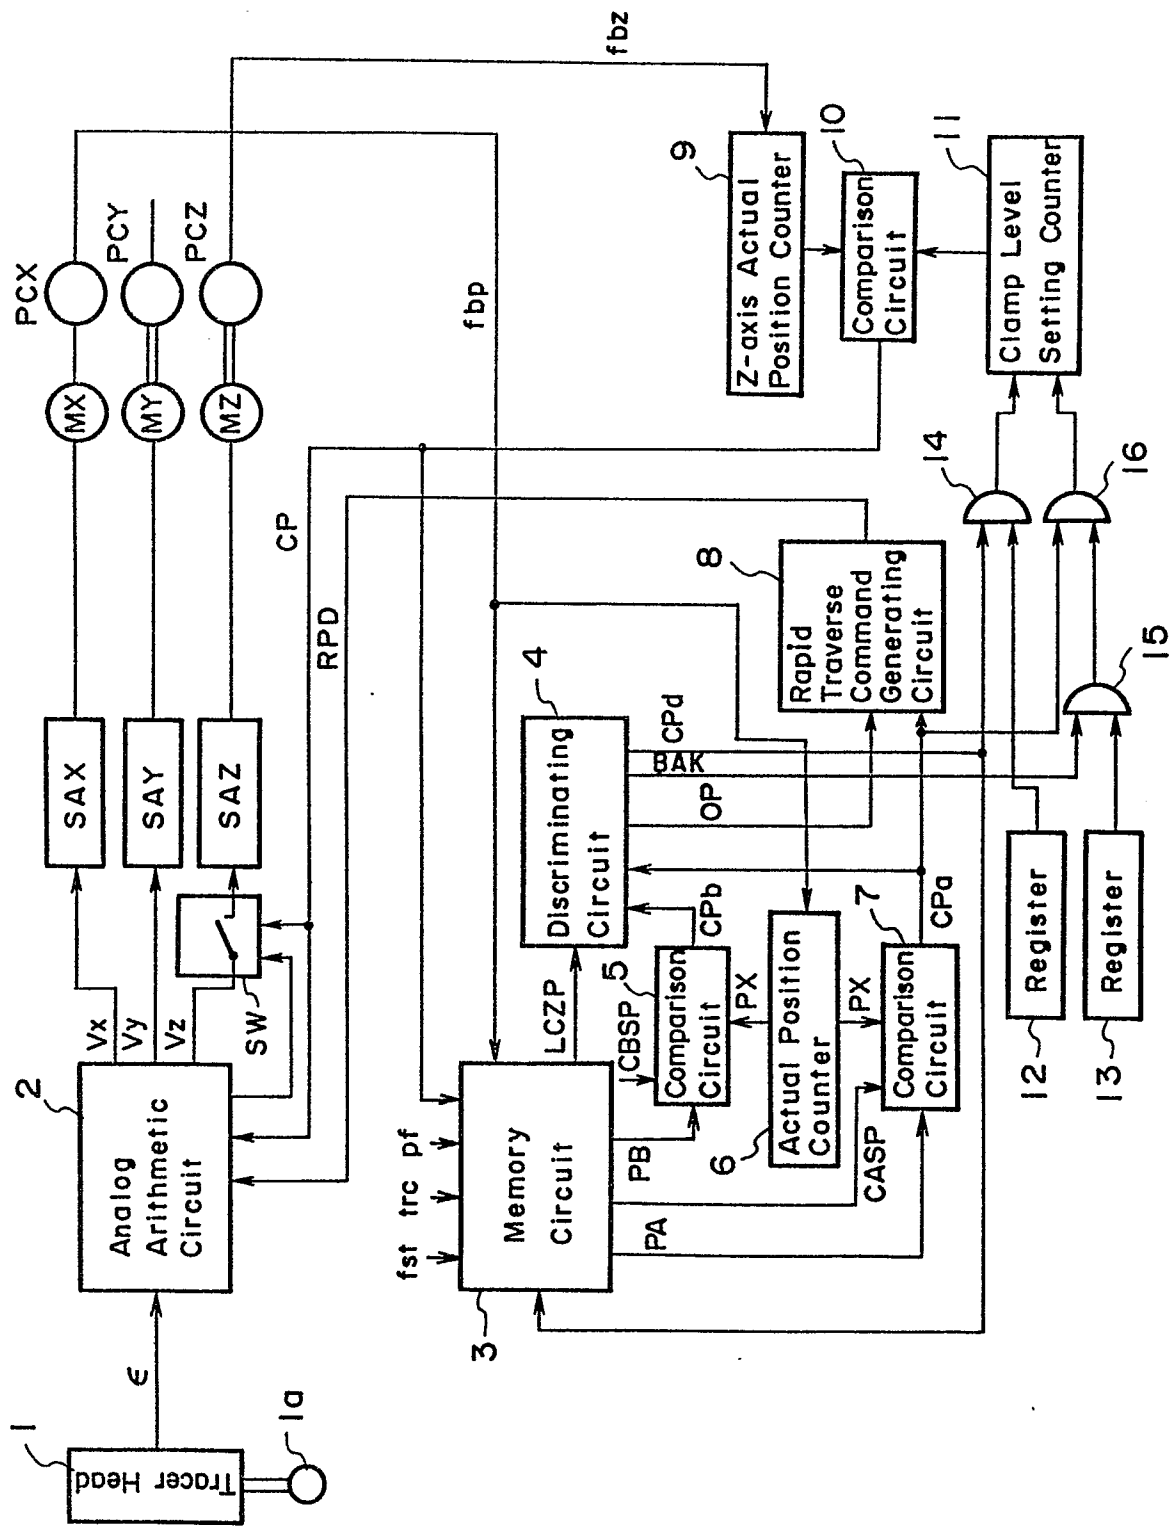 1
Tracer Head
1a
ϵ
2
Analog
Arithmetic
Circuit
Vx
Vy
Vz
SW
SAX
SAY
SAZ
MX
MY
MZ
PCX
PCY
PCZ
CP
RPD
fbp
fbz
fst
trc
pf
3
Memory
Circuit
LCZP
PB
PA
CASP
4
Discriminating
Circuit
CPd
BAK
OP
CBSP
5
Comparison
Circuit
CPb
PX
6
Actual Position
Counter
PX
7
Comparison
Circuit
CPa
8
Rapid
Traverse
Command
Generating
Circuit
9
Z-axis Actual
Position Counter
10
Comparison
Circuit
11
Clamp Level
Setting Counter
12
Register
13
Register
14
15
16